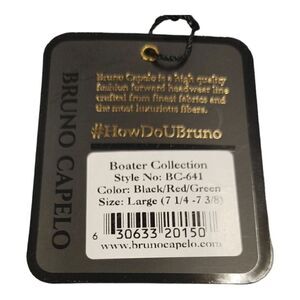 BRUNO CAPELO
Bruno Capelo is a high quality
fashion forward headwear line
crafted from finest fabrics and
the most luxurious fibers.
#HowDoUBruno
Boater Collection
Style No: BC-641
Color: Black/Red/Green
Size: Large (7 1/4 -7 3/8)
6 30633 20150
www.brunocapelo.com